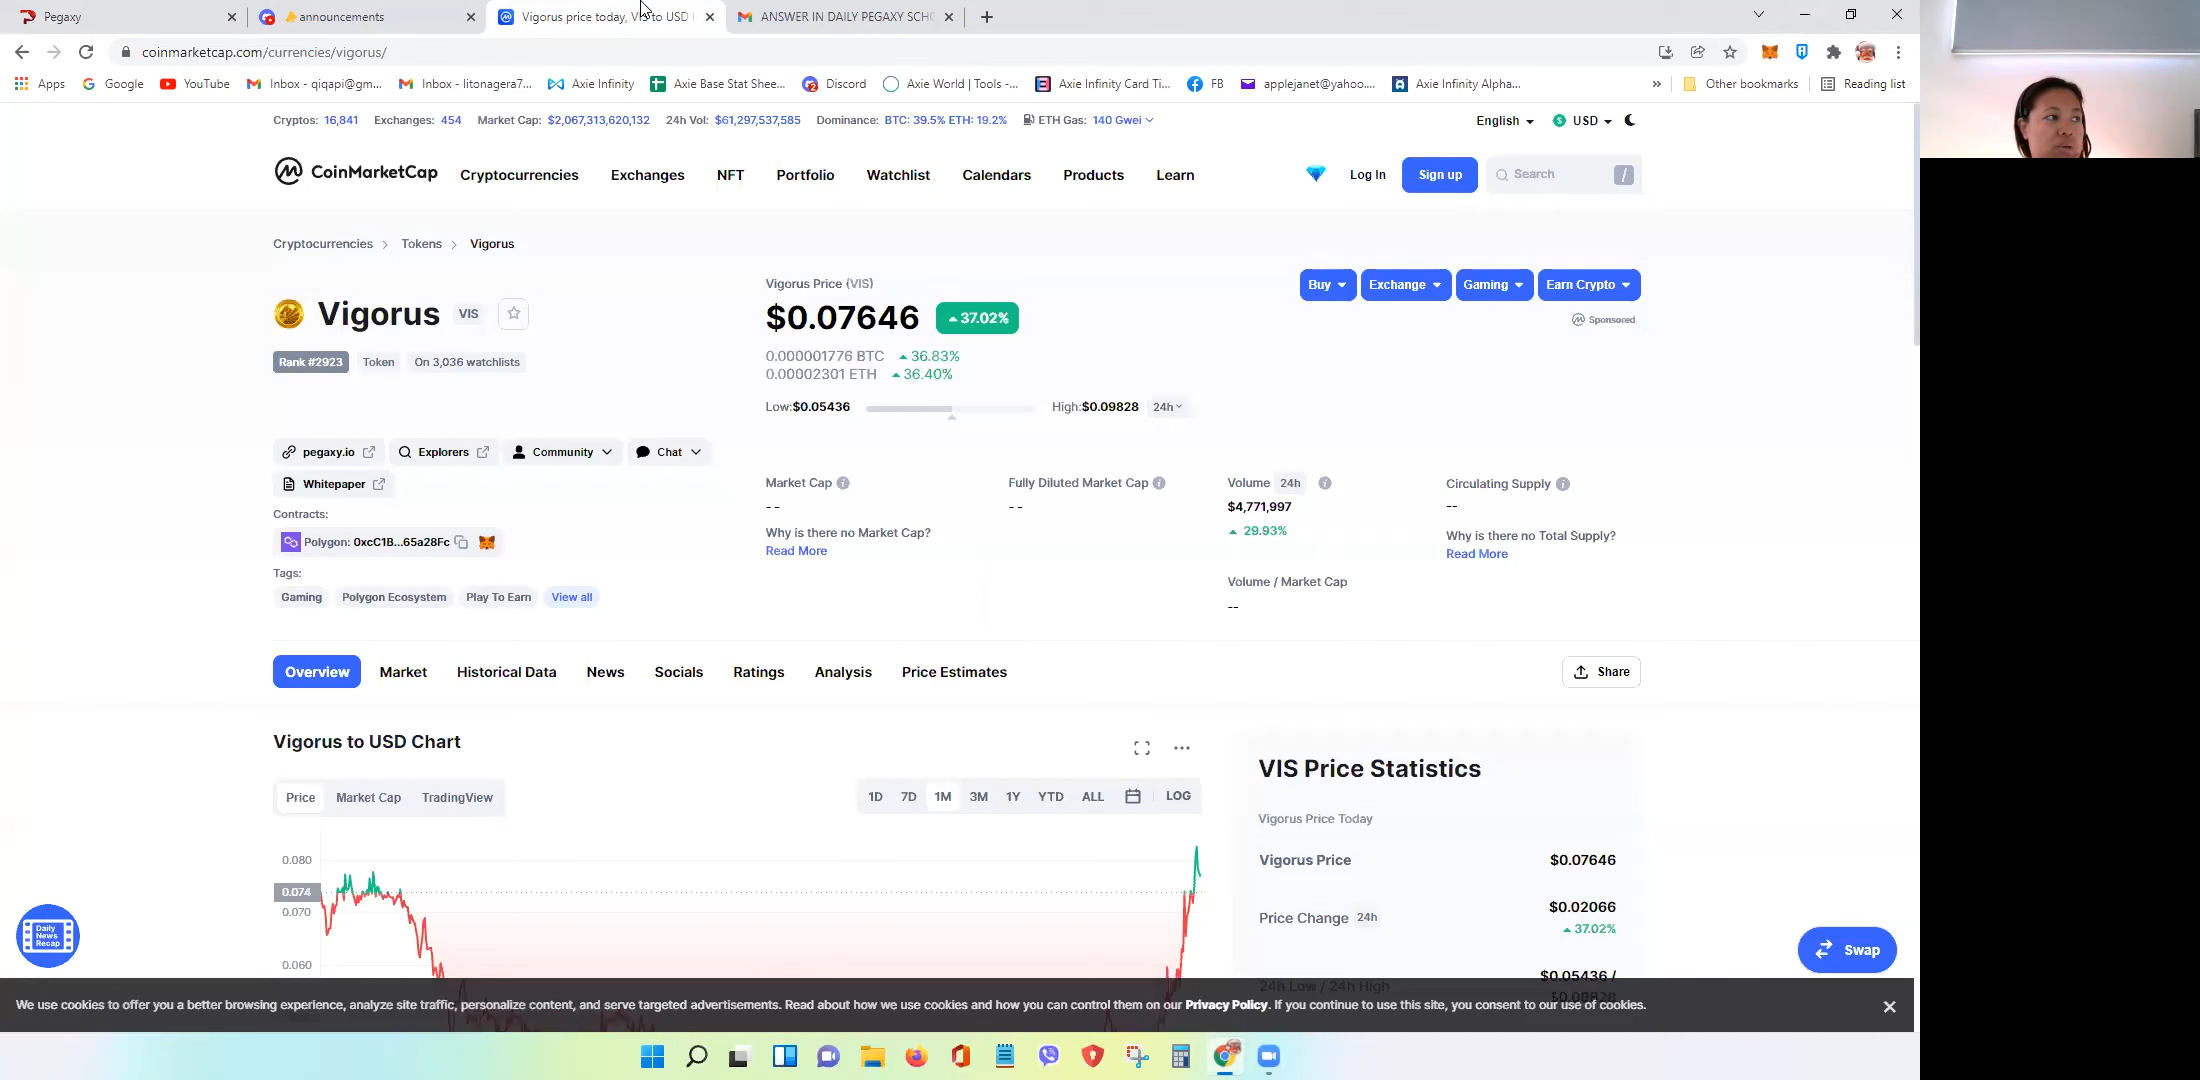 Pegaxy
announcements
Vigorus price today, VIS to USD
ANSWER IN DAILY PEGAXY SCHO
coinmarketcap.com/currencies/vigorus/
Apps Google YouTube Inbox - qiqapi@gm... Inbox - litonagera7... Axie Infinity Axie Base Stat Shee... Discord Axie World | Tools -... Axie Infinity Card Ti... FB applejanet@yahoo.... Axie Infinity Alpha... » Other bookmarks Reading list
Cryptos: 16,841 Exchanges: 454 Market Cap: $2,067,313,620,132 24h Vol: $61,297,537,585 Dominance: BTC: 39.5% ETH: 19.2% ETH Gas: 140 Gwei English USD
CoinMarketCap Cryptocurrencies Exchanges NFT Portfolio Watchlist Calendars Products Learn Log In Sign up Search /
Cryptocurrencies > Tokens > Vigorus
Vigorus VIS
Rank #2923 Token On 3,036 watchlists
pegaxy.io Explorers Community Chat
Whitepaper
Contracts:
Polygon: 0xcC1B...65a28Fc
Tags:
Gaming Polygon Ecosystem Play To Earn View all
Vigorus Price (VIS)
$0.07646 37.02%
0.000001776 BTC 36.83%
0.00002301 ETH 36.40%
Low:$0.05436 High:$0.09828 24h
Buy Exchange Gaming Earn Crypto
Sponsored
Market Cap
- -
Why is there no Market Cap?
Read More
Fully Diluted Market Cap
- -
Volume 24h
$4,771,997
29.93%
Volume / Market Cap
--
Circulating Supply
--
Why is there no Total Supply?
Read More
Overview Market Historical Data News Socials Ratings Analysis Price Estimates Share
Vigorus to USD Chart
Price Market Cap TradingView 1D 7D 1M 3M 1Y YTD ALL LOG
0.080
0.074
0.070
0.060
VIS Price Statistics
Vigorus Price Today
Vigorus Price $0.07646
Price Change 24h $0.02066
37.02%
24h Low / 24h High $0.05436 /
$0.09828
Daily
News
Recap
Swap
We use cookies to offer you a better browsing experience, analyze site traffic, personalize content, and serve targeted advertisements. Read about how we use cookies and how you can control them on our Privacy Policy. If you continue to use this site, you consent to our use of cookies.